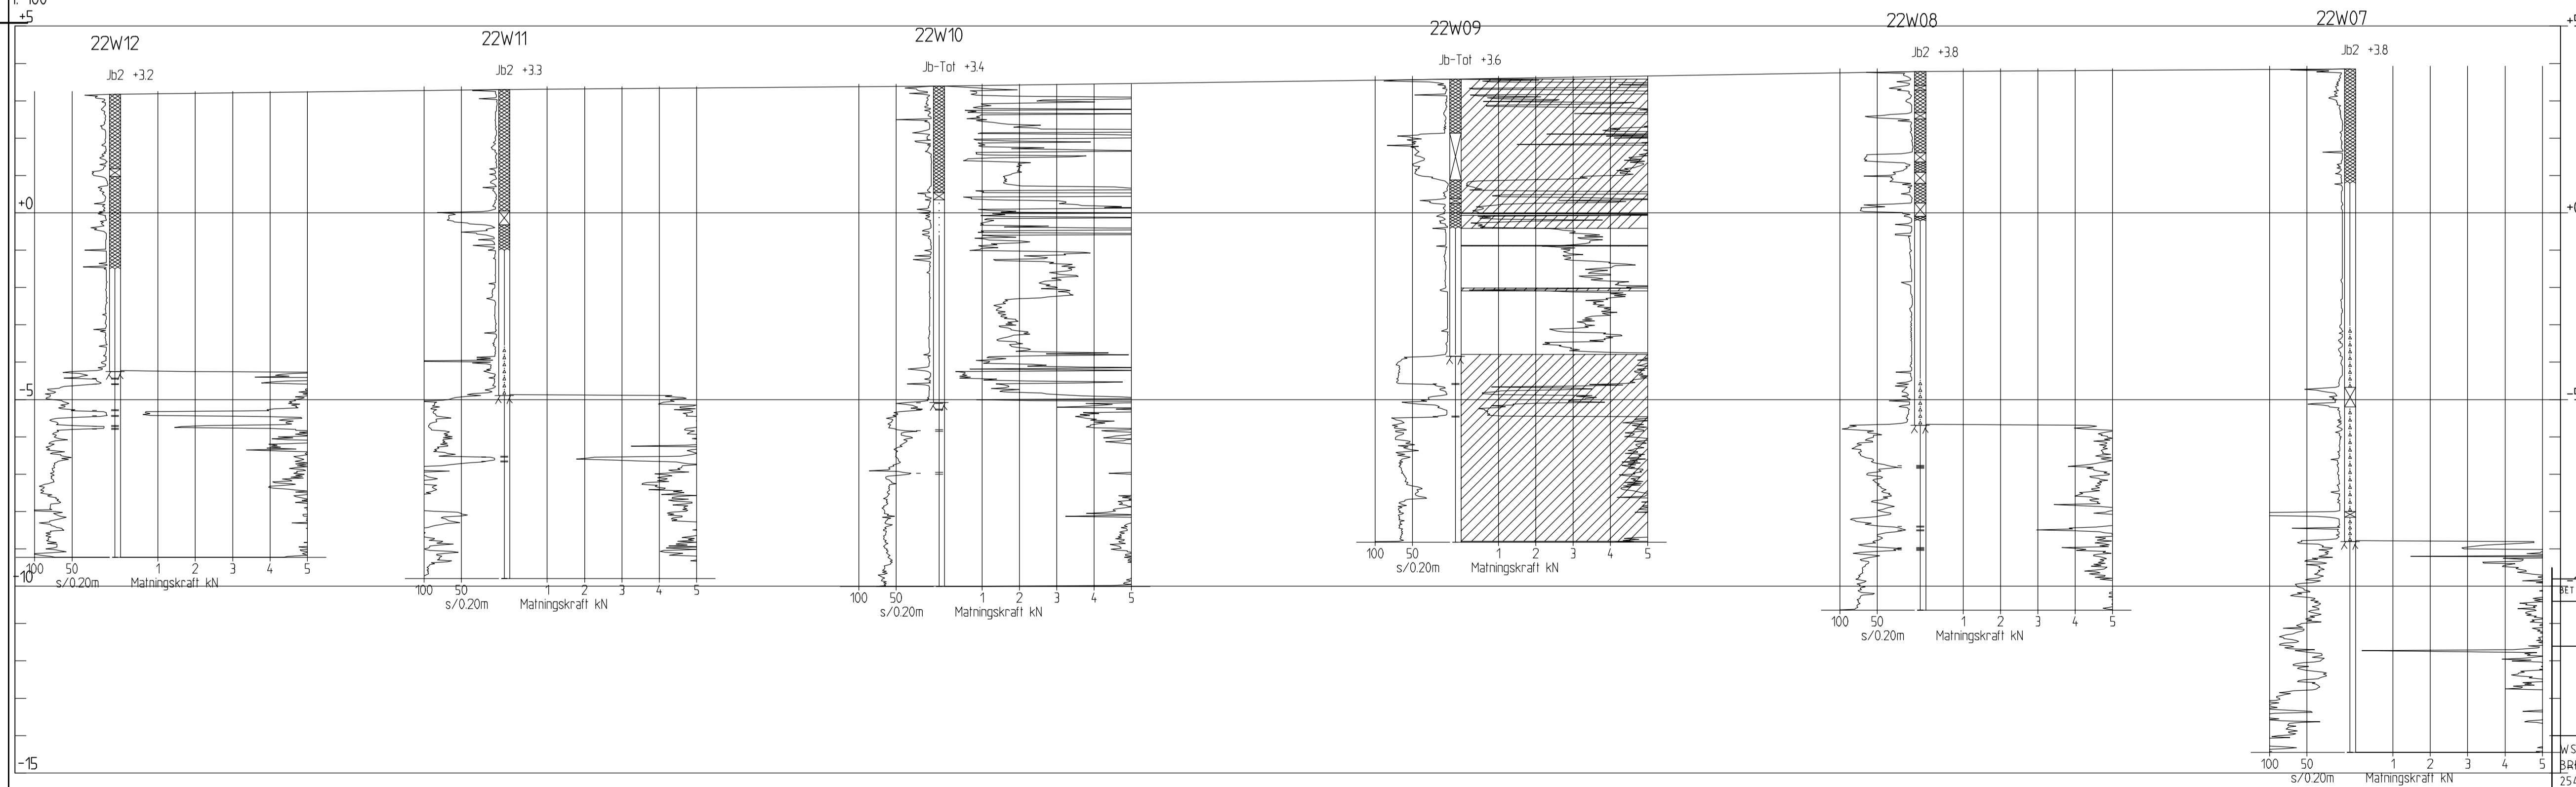 +5
22W12
22W11
22W10
22W09
22W08
22W07
Jb2 +3.2
Jb2 +3.3
Jb-Tot +3.4
Jb-Tot +3.6
Jb2 +3.8
Jb2 +3.8
+0
-5
-10
-15
100 50 1 2 3 4 5
s/0.20m Matningskraft kN
100 50 1 2 3 4 5
s/0.20m Matningskraft kN
100 50 1 2 3 4 5
s/0.20m Matningskraft kN
100 50 1 2 3 4 5
s/0.20m Matningskraft kN
100 50 1 2 3 4 5
s/0.20m Matningskraft kN
100 50 1 2 3 4 5
s/0.20m Matningskraft kN
BET
WS
254